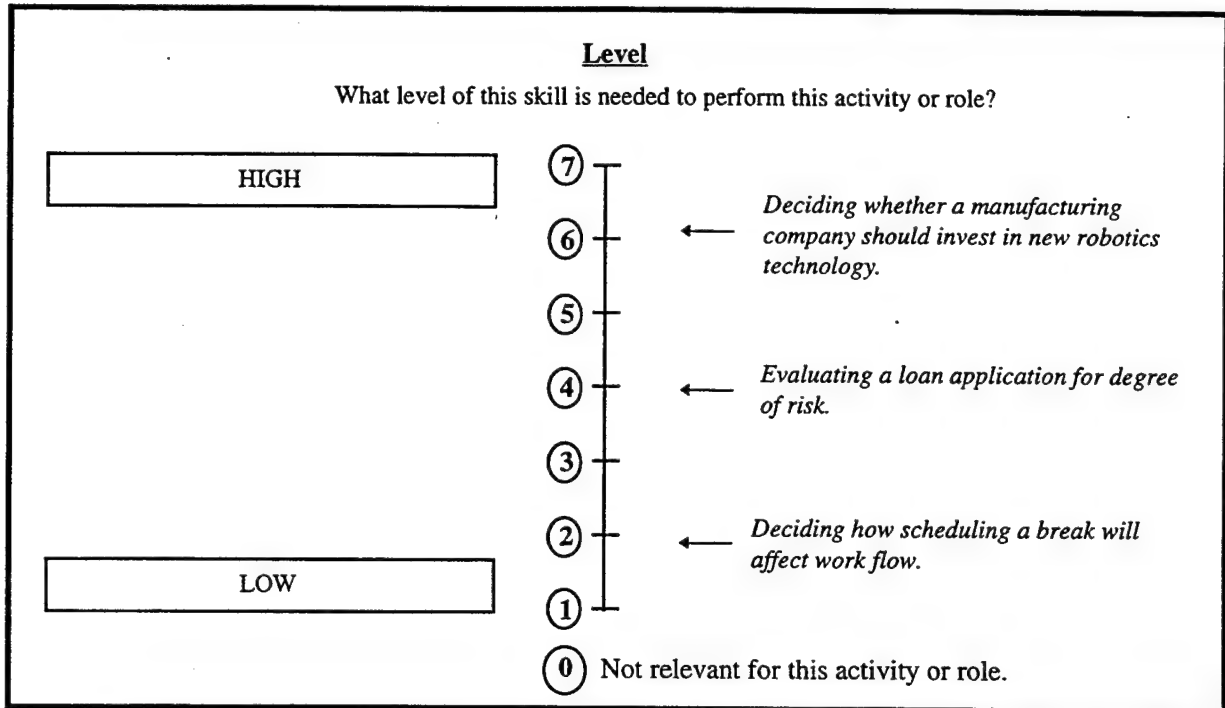 Level
What level of this skill is needed to perform this activity or role?
HIGH
7
Deciding whether a manufacturing
company should invest in new robotics
technology.
6
5
4
Evaluating a loan application for degree
of risk.
3
2
Deciding how scheduling a break will
affect work flow.
LOW
1
0 Not relevant for this activity or role.